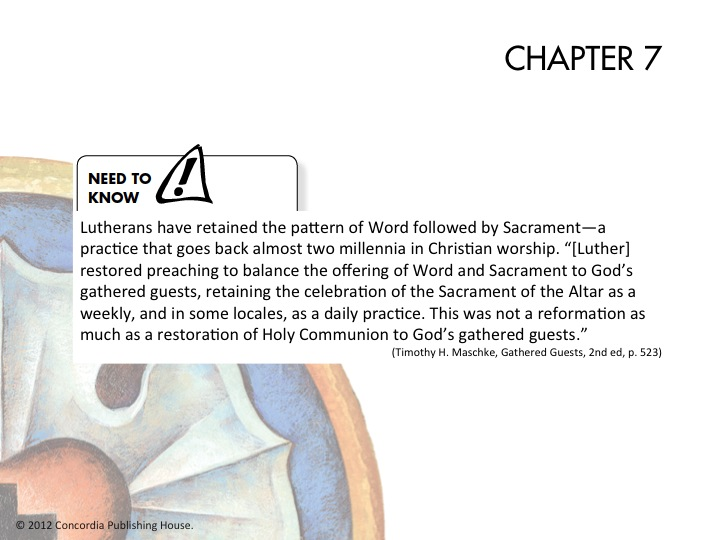 CHAPTER 7
NEED TO
KNOW
!
Lutherans have retained the pattern of Word followed by Sacrament—a
practice that goes back almost two millennia in Christian worship. “[Luther]
restored preaching to balance the offering of Word and Sacrament to God’s
gathered guests, retaining the celebration of the Sacrament of the Altar as a
weekly, and in some locales, as a daily practice. This was not a reformation as
much as a restoration of Holy Communion to God’s gathered guests.”
(Timothy H. Maschke, Gathered Guests, 2nd ed, p. 523)
© 2012 Concordia Publishing House.